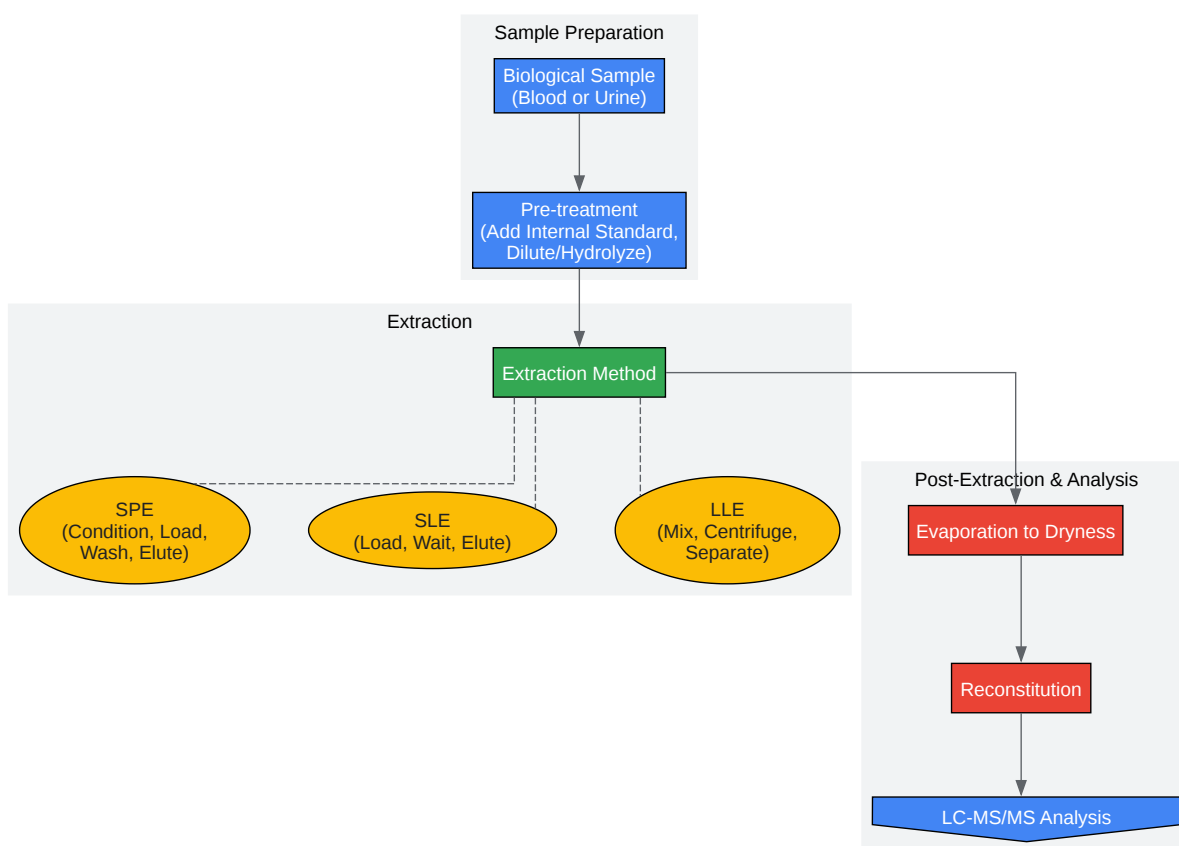 Sample Preparation
Biological Sample
(Blood or Urine)
Pre-treatment
(Add Internal Standard,
Dilute/Hydrolyze)
Extraction
Extraction Method
SPE
(Condition, Load,
Wash, Elute)
SLE
(Load, Wait, Elute)
LLE
(Mix, Centrifuge,
Separate)
Post-Extraction & Analysis
Evaporation to Dryness
Reconstitution
LC-MS/MS Analysis